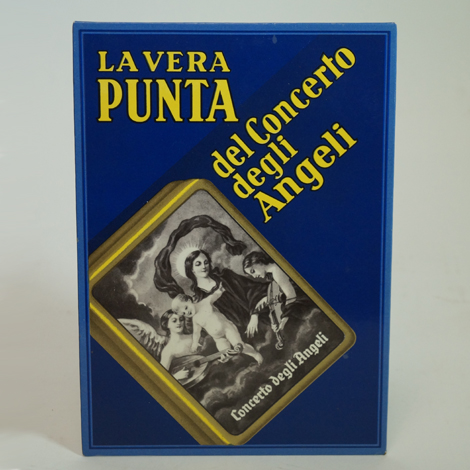 LA VERA
PUNTA
del Concerto
degli
Angeli
Concerto degli Angeli